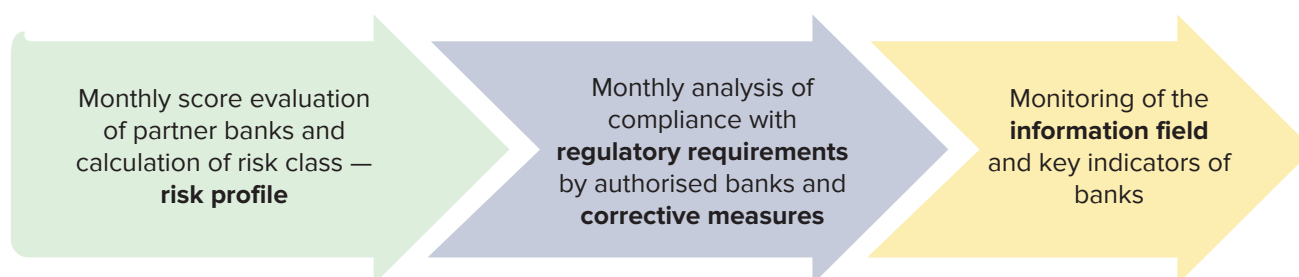 Monthly score evaluation
of partner banks and
calculation of risk class —
risk profile
Monthly analysis of
compliance with
regulatory requirements
by authorised banks and
corrective measures
Monitoring of the
information field
and key indicators of
banks